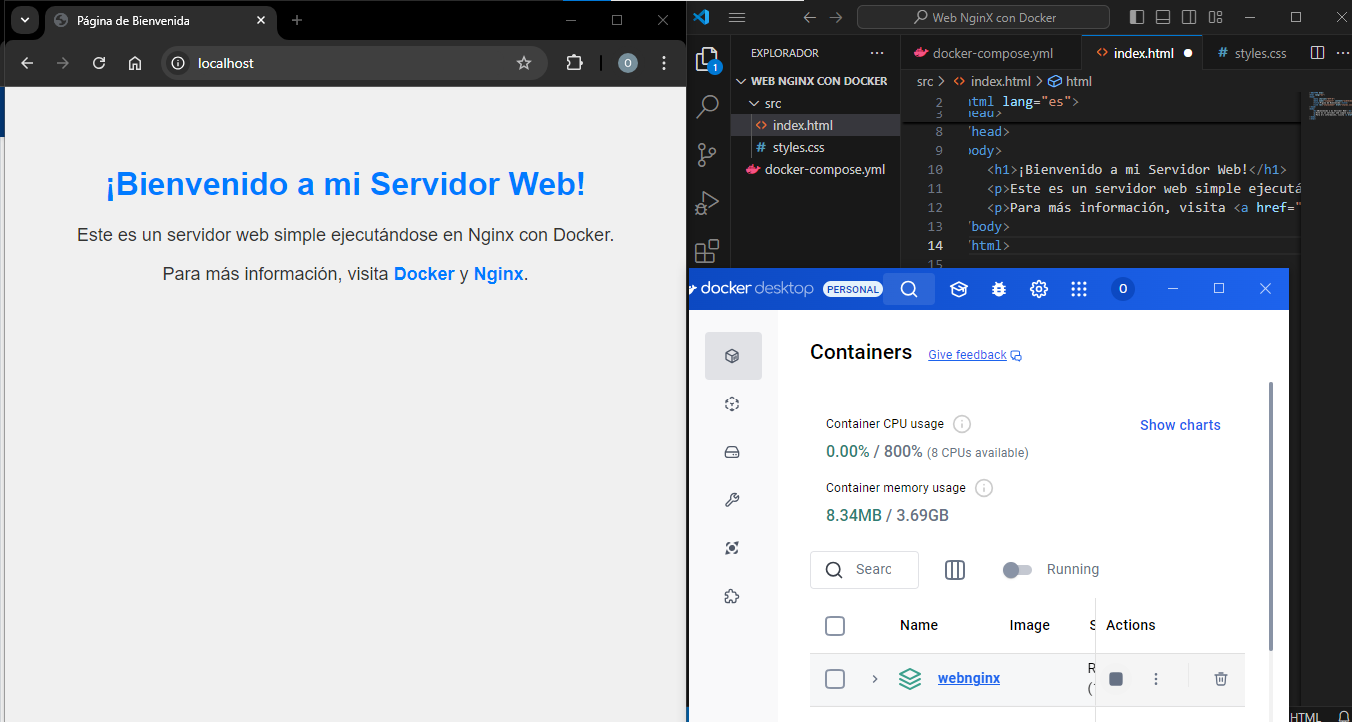 Página de Bienvenida
localhost
O
¡Bienvenido a mi Servidor Web!
Este es un servidor web simple ejecutándose en Nginx con Docker.
Para más información, visita Docker y Nginx.
Web NginX con Docker
1
EXPLORADOR
WEB NGINX CON DOCKER
src
index.html
styles.css
docker-compose.yml
docker-compose.yml
index.html
styles.css
src > index.html > html
2 html lang="es">
3 head>
8 /head>
9 body>
10 <h1>¡Bienvenido a mi Servidor Web!</h1>
11 <p>Este es un servidor web simple ejecutá
12 <p>Para más información, visita <a href="
13 /body>
14 /html>
15
docker desktop PERSONAL
O
Containers Give feedback
Container CPU usage
Show charts
0.00% / 800% (8 CPUs available)
Container memory usage
8.34MB / 3.69GB
Searc
Running
Name Image S Actions
webnginx R
HTML